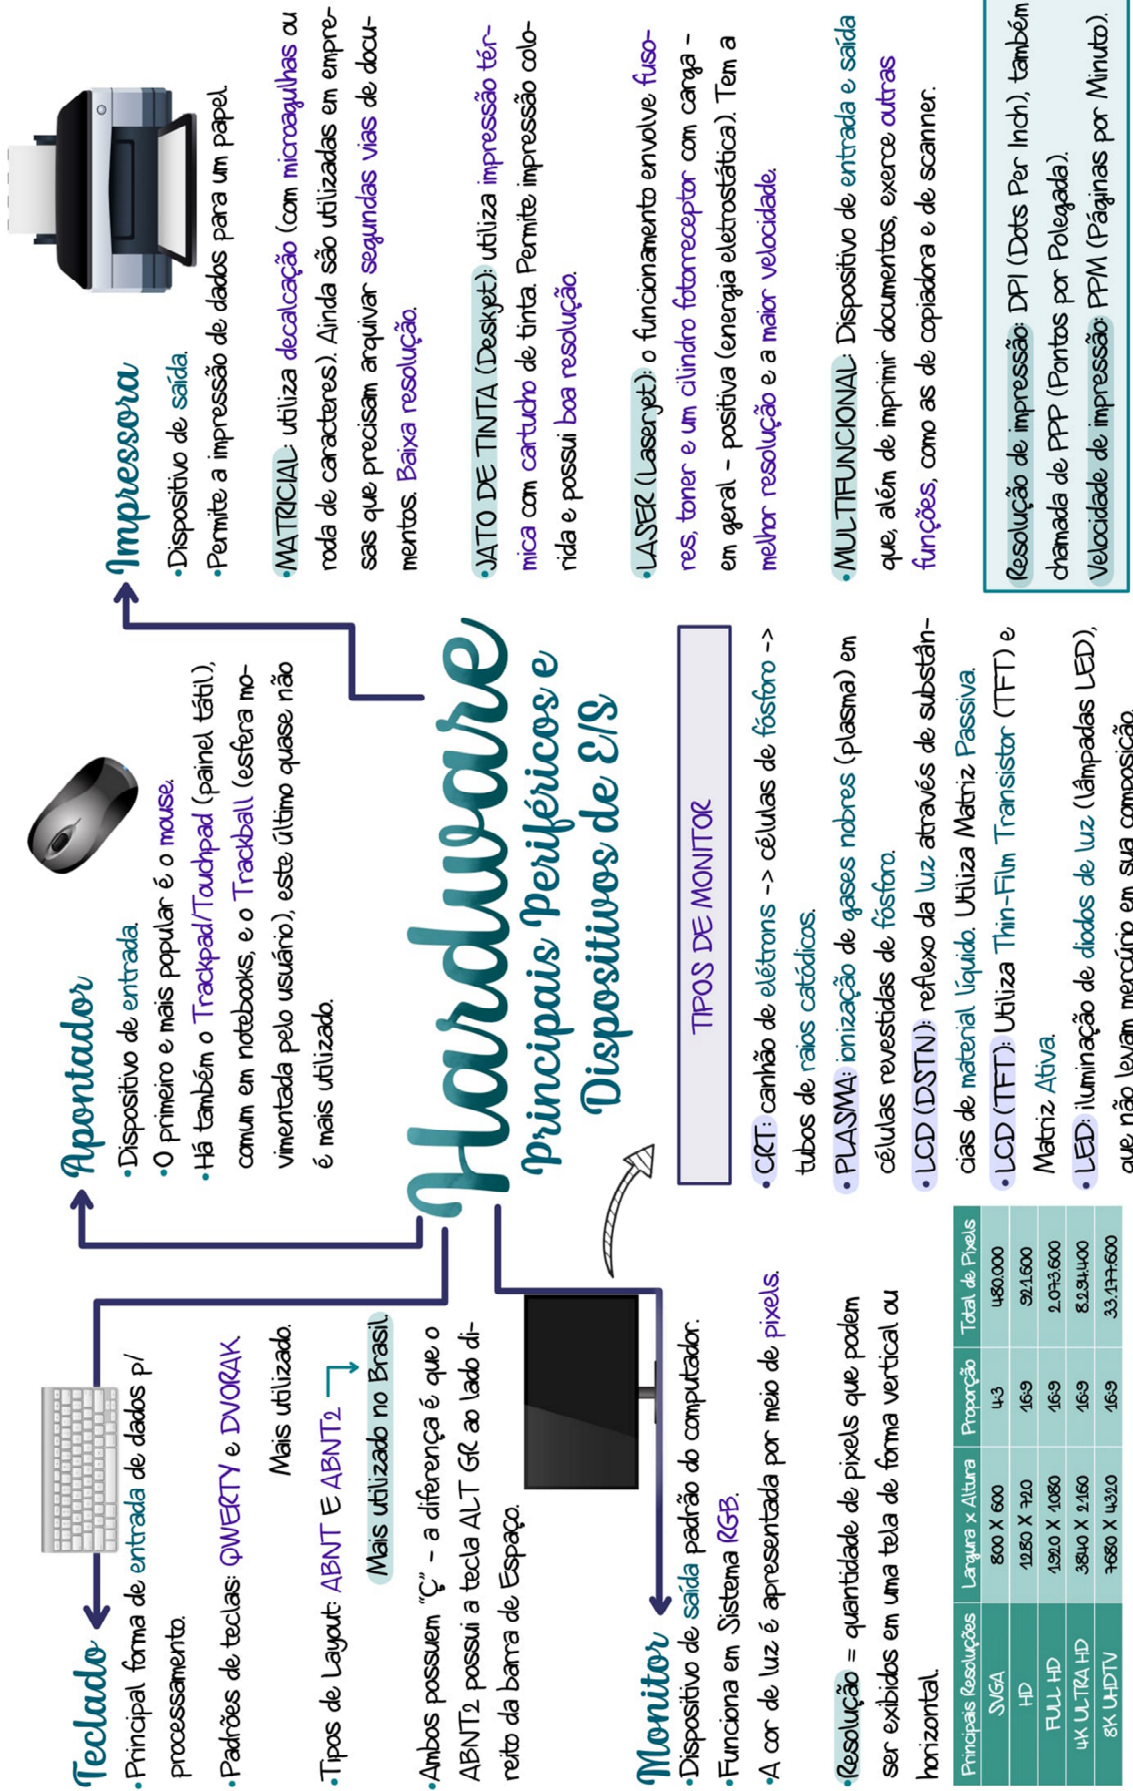 Teclado
•Principal forma de entrada de dados p/
processamento.
•Padrões de teclas: QWERTY e DVORAK
Mais utilizado.
•Tipos de Layout: ABNT E ABNT2
Mais utilizado no Brasil.
•Ambos possuem "Ç" - a diferença é que o
ABNT2 possui a tecla ALT GR ao lado di-
reito da barra de Espaço.
Apontador
•Dispositivo de entrada.
•O primeiro e mais popular é o mouse.
•Há também o Trackpad/Touchpad (painel tátil),
comum em notebooks, e o Trackball (esfera mo-
vimentada pelo usuário), este último quase não
é mais utilizado.
Impressora
•Dispositivo de saída.
•Permite a impressão de dados para um papel
•MATRICIAL: utiliza decalcação (com microagulhas ou
roda de caracteres). Ainda são utilizadas em empre-
sas que precisam arquivar segundas vias de docu-
mentos. Baixa resolução.
•JATO DE TINTA (Deskjet): utiliza impressão tér-
mica com cartucho de tinta. Permite impressão colo-
rida e possui boa resolução.
•LASER (Laserjet): o funcionamento envolve fuso-
res, toner e um cilindro fotorreceptor com carga -
em geral - positiva (energia eletrostática). Tem a
melhor resolução e a maior velocidade.
•MULTIFUNCIONAL: Dispositivo de entrada e saída
que, além de imprimir documentos, exerce outras
funções, como as de copiadora e de scanner.
Resolução de impressão: DPI (Dots Per Inch), também
chamada de PPP (Pontos por Polegada).
Velocidade de impressão: PPM (Páginas por Minuto).
Hardware
Principais Periféricos e
Dispositivos de E/S
Monitor
•Dispositivo de saída padrão do computador.
•Funciona em Sistema RGB.
•A cor de luz é apresentada por meio de pixels.
•Resolução = quantidade de pixels que podem
ser exibidos em uma tela de forma vertical ou
horizontal.
Principais Resoluções Largura x Altura Proporção Total de Pixels
SVGA 800 X 600 4:3 480.000
HD 1280 X 720 16:9 921.600
FULL HD 1920 X 1080 16:9 2.073.600
4K ULTRA HD 3840 X 2160 16:9 8.294.400
8K UHDTV 7680 X 4320 16:9 33.177.600
TIPOS DE MONITOR
• CRT: canhão de elétrons -> células de fósforo ->
tubos de raios catódicos.
• PLASMA: ionização de gases nobres (plasma) em
células revestidas de fósforo.
• LCD (DSTN): reflexo da luz através de substân-
cias de material líquido. Utiliza Matriz Passiva.
• LCD (TFT): Utiliza Thin-Film Transistor (TFT) e
Matriz Ativa.
• LED: iluminação de diodos de luz (lâmpadas LED),
que não levam mercúrio em sua composição.